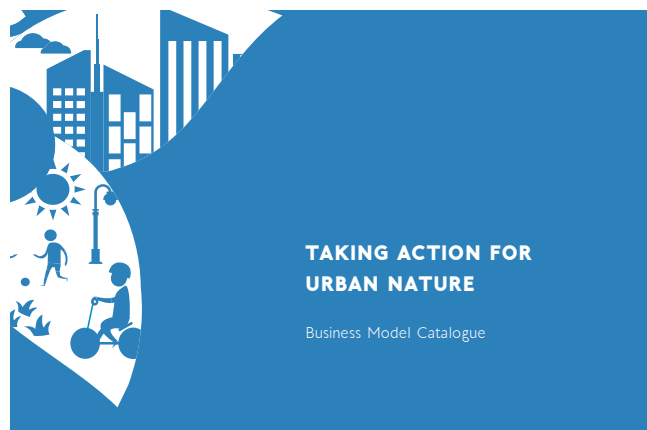 TAKING ACTION FOR
URBAN NATURE
Business Model Catalogue